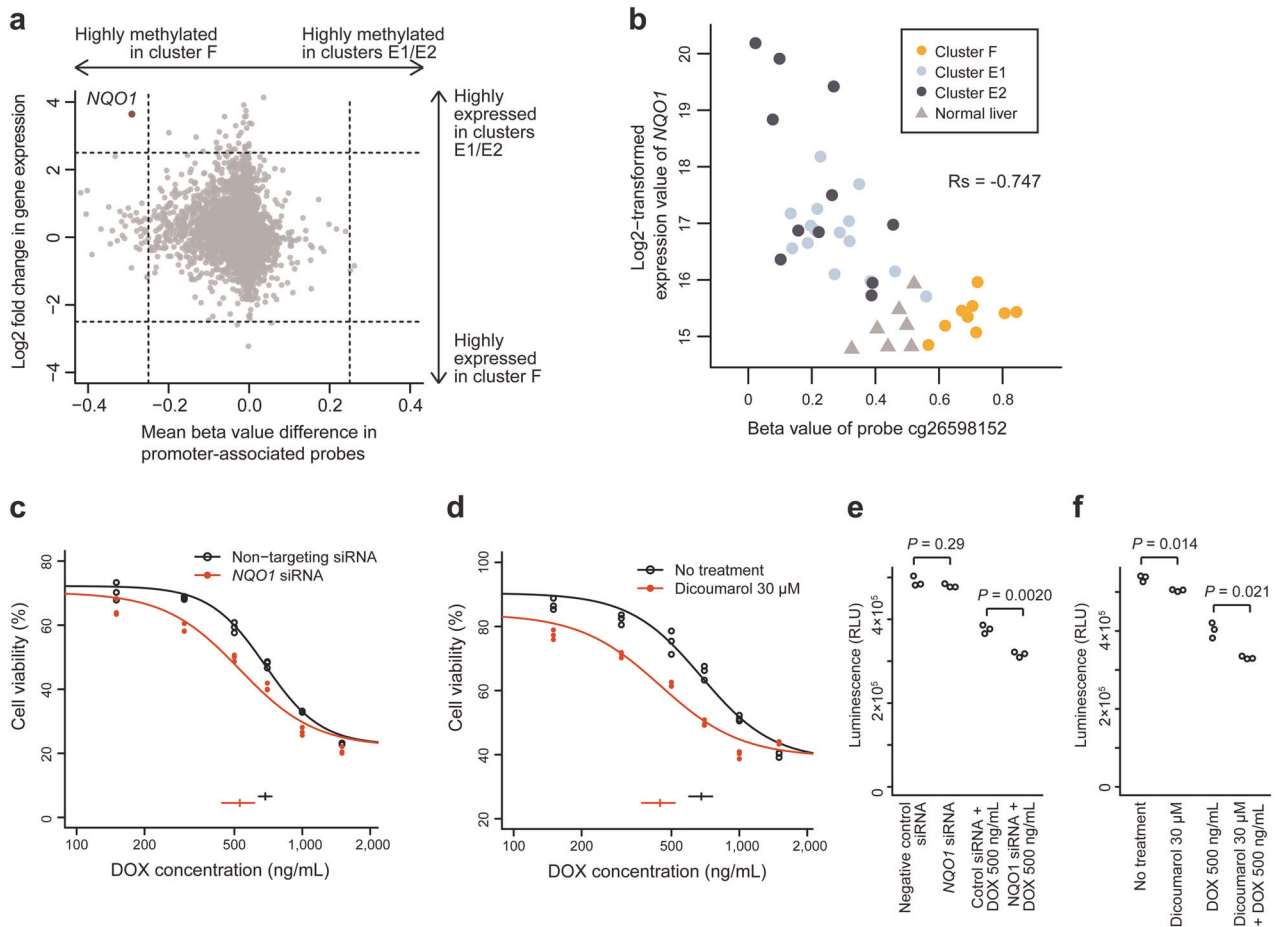 a
Highly methylated
in cluster F
Highly methylated
in clusters E1/E2
NQO1
Highly
expressed
in clusters
E1/E2
Highly
expressed
in cluster F
Log2 fold change in gene expression
4
2
0
−2
−4
−0.4
−0.2
0.0
0.2
0.4
Mean beta value difference in
promoter-associated probes
b
Log2−transformed
expression value of NQO1
20
19
18
17
16
15
Cluster F
Cluster E1
Cluster E2
Normal liver
Rs = -0.747
0
0.2
0.4
0.6
0.8
Beta value of probe cg26598152
c
Cell viability (%)
80
60
40
20
0
Non−targeting siRNA
NQO1 siRNA
100
200
500
1,000
2,000
DOX concentration (ng/mL)
d
Cell viability (%)
100
80
60
40
20
No treatment
Dicoumarol 30 µM
100
200
500
1,000
2,000
DOX concentration (ng/mL)
e
Luminescence (RLU)
4×10⁵
2×10⁵
0
P = 0.29
P = 0.0020
Negative control
siRNA
NQO1 siRNA
Cotrol siRNA +
DOX 500 ng/mL
NQO1 siRNA +
DOX 500 ng/mL
f
Luminescence (RLU)
4×10⁵
2×10⁵
0
P = 0.014
P = 0.021
No treatment
Dicoumarol 30 µM
DOX 500 ng/mL
Dicoumarol 30 µM
+ DOX 500 ng/mL